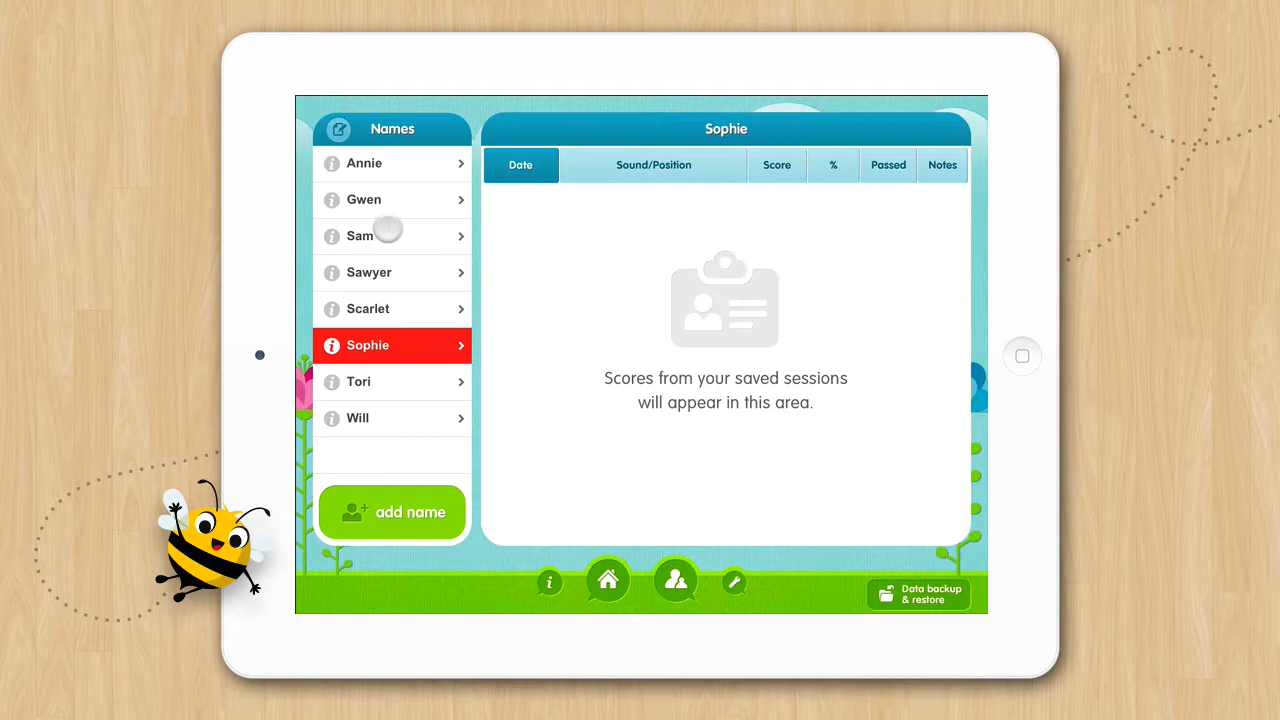 Names
Annie
Gwen
Sam
Sawyer
Scarlet
Sophie
Tori
Will
add name
Sophie
Date Sound/Position Score % Passed Notes
Scores from your saved sessions
will appear in this area.
Data backup
& restore